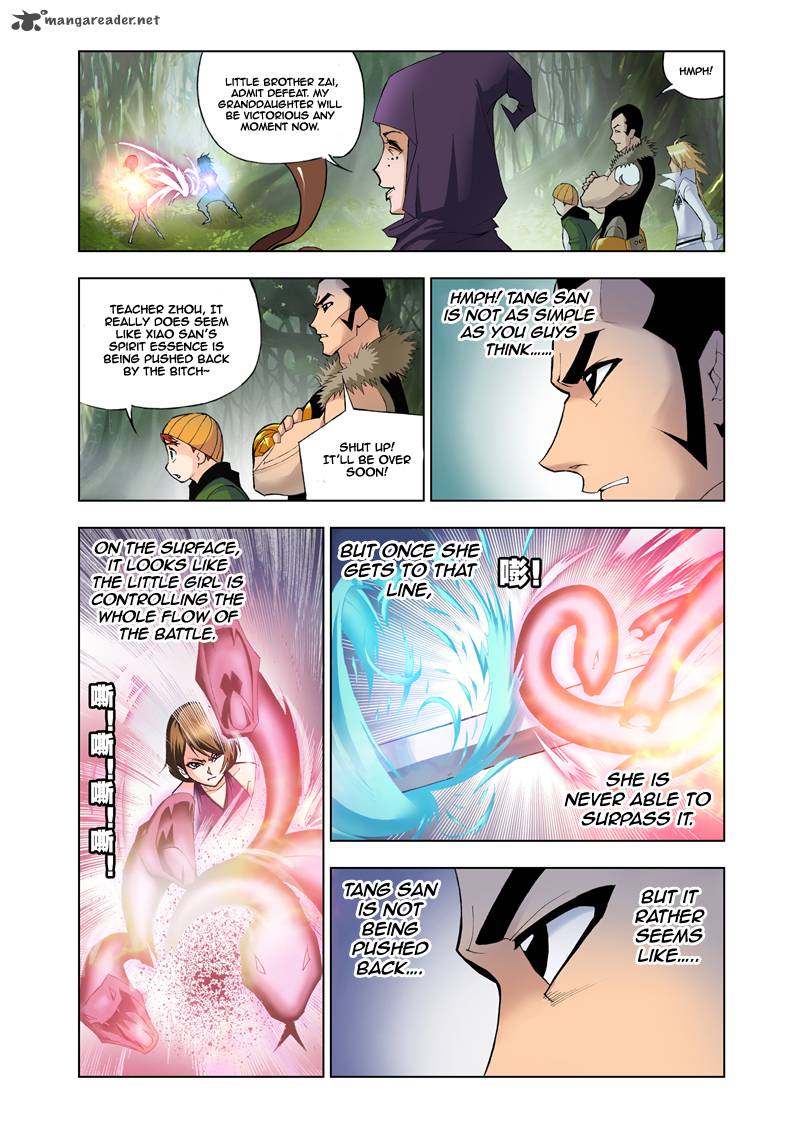 mangareader.net
LITTLE BROTHER ZAI,
ADMIT DEFEAT. MY
GRANDDAUGHTER WILL
BE VICTORIOUS ANY
MOMENT NOW.
HMPH!
TEACHER ZHOU, IT
REALLY DOES SEEM
LIKE XIAO SAN'S
SPIRIT ESSENCE IS
BEING PUSHED BACK
BY THE BITCH~
SHUT UP!
IT'LL BE OVER
SOON!
HMPH! TANG SAN
IS NOT AS SIMPLE
AS YOU GUYS
THINK......
ON THE SURFACE,
IT LOOKS LIKE
THE LITTLE GIRL IS
CONTROLLING THE
WHOLE FLOW OF
THE BATTLE.
BUT ONCE SHE
GETS TO THAT
LINE,
嘭!
SHE IS
NEVER ABLE TO
SURPASS IT.
TANG SAN
IS NOT
BEING
PUSHED
BACK....
BUT IT
RATHER
SEEMS
LIKE.....